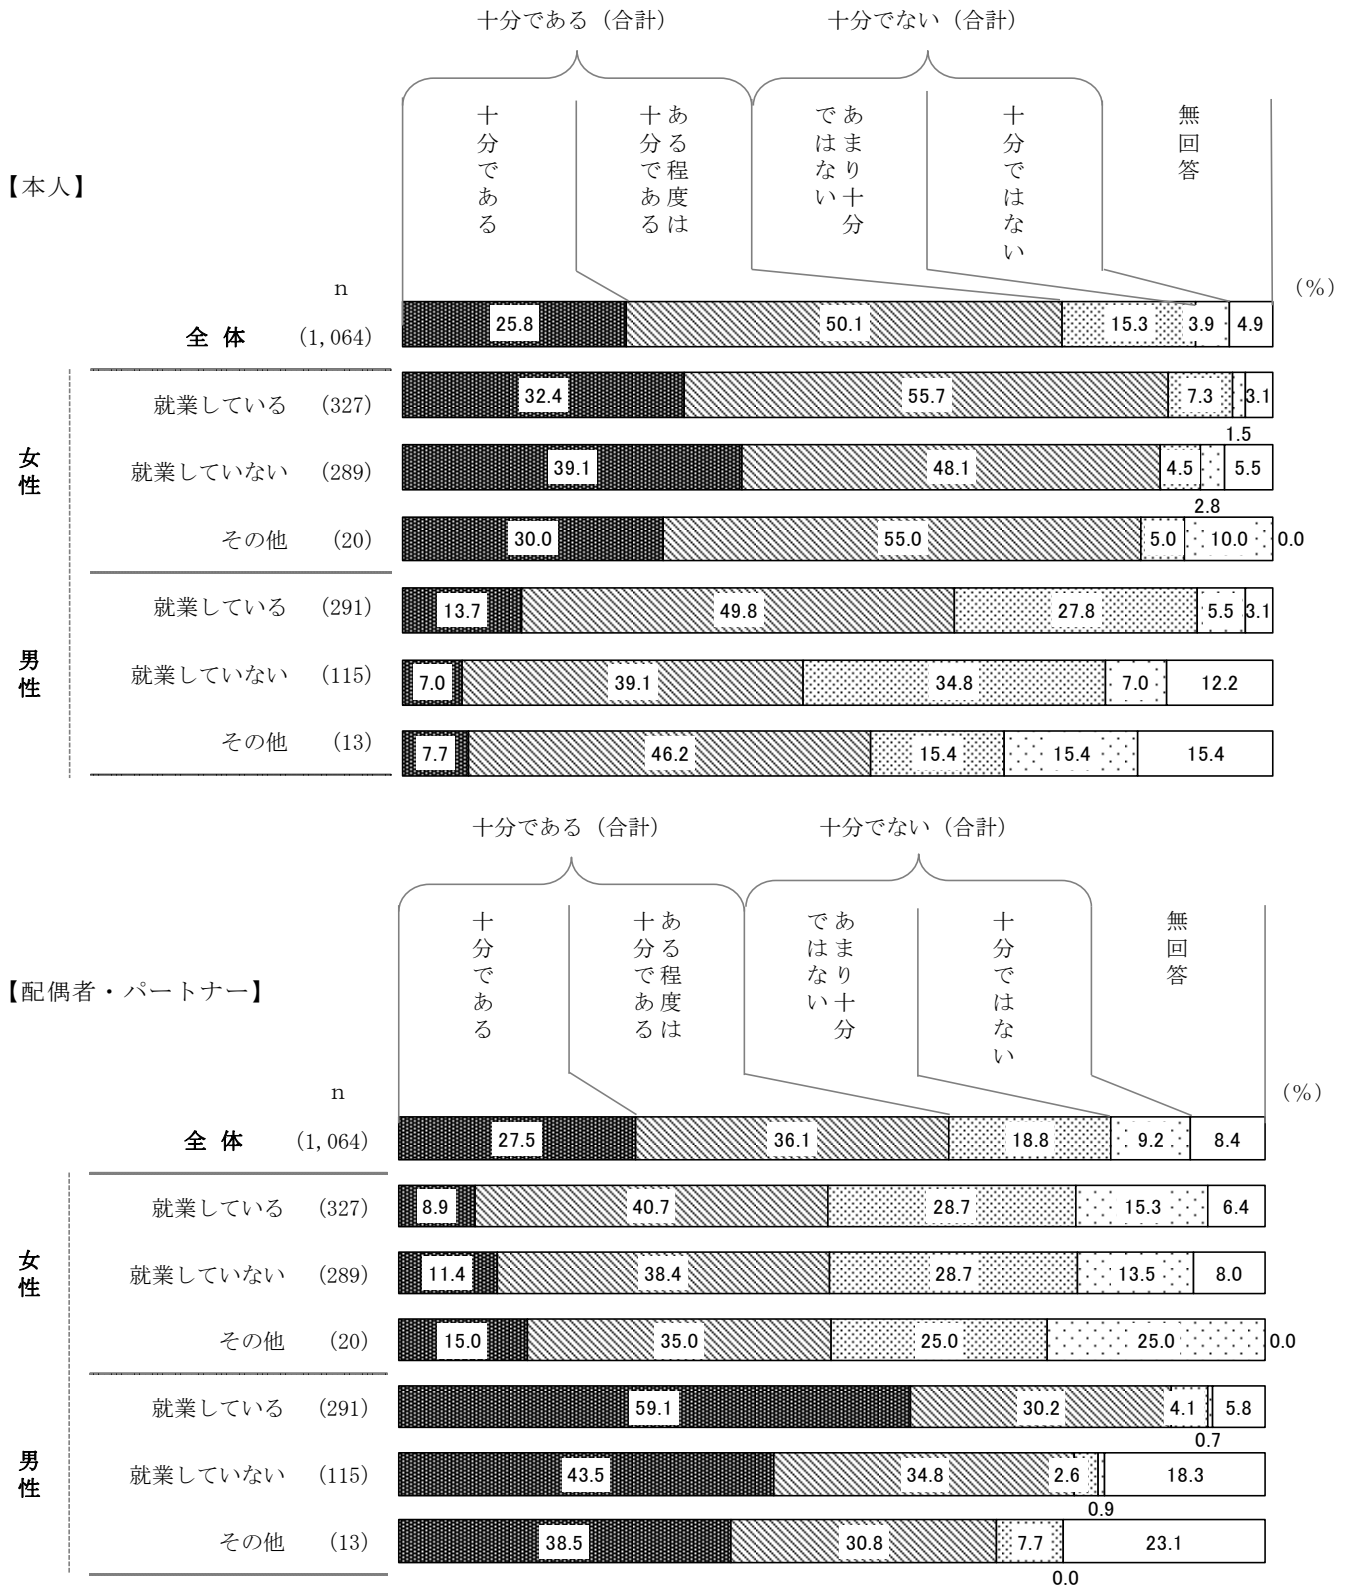 十分である（合計）
十分でない（合計）
十分である
ある程度は
十分である
あまり十分
ではない
十分ではない
無回答
【本人】
n
(%)
全 体 (1,064) 25.8 50.1 15.3 3.9 4.9
女性
就業している (327) 32.4 55.7 7.3 1.5 3.1
就業していない (289) 39.1 48.1 4.5 2.8 5.5
その他 (20) 30.0 55.0 5.0 10.0 0.0
男性
就業している (291) 13.7 49.8 27.8 5.5 3.1
就業していない (115) 7.0 39.1 34.8 7.0 12.2
その他 (13) 7.7 46.2 15.4 15.4 15.4
十分である（合計）
十分でない（合計）
十分である
ある程度は
十分である
あまり十分
ではない
十分ではない
無回答
【配偶者・パートナー】
n
(%)
全 体 (1,064) 27.5 36.1 18.8 9.2 8.4
女性
就業している (327) 8.9 40.7 28.7 15.3 6.4
就業していない (289) 11.4 38.4 28.7 13.5 8.0
その他 (20) 15.0 35.0 25.0 25.0 0.0
男性
就業している (291) 59.1 30.2 4.1 0.7 5.8
就業していない (115) 43.5 34.8 2.6 0.9 18.3
その他 (13) 38.5 30.8 7.7 0.0 23.1